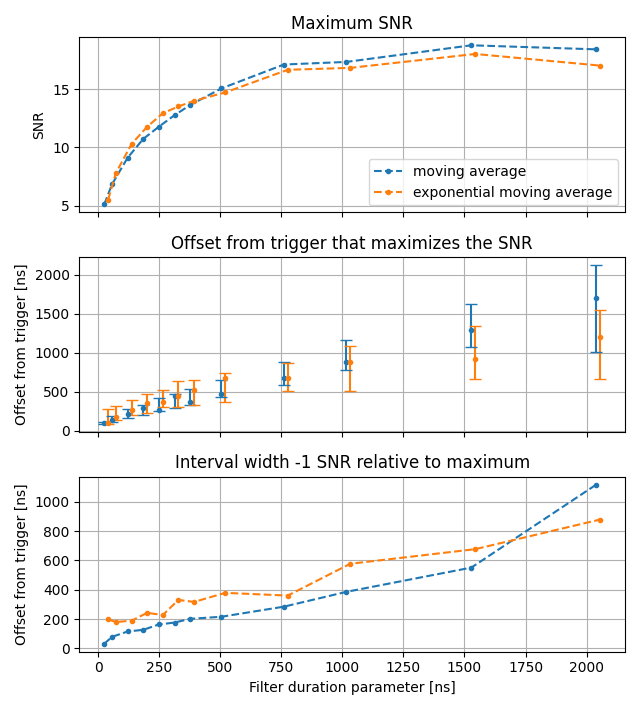 Maximum SNR
15
10
5
SNR
moving average
exponential moving average
Offset from trigger that maximizes the SNR
2000
1500
1000
500
0
Offset from trigger [ns]
Interval width -1 SNR relative to maximum
1000
800
600
400
200
0
Offset from trigger [ns]
0 250 500 750 1000 1250 1500 1750 2000
Filter duration parameter [ns]